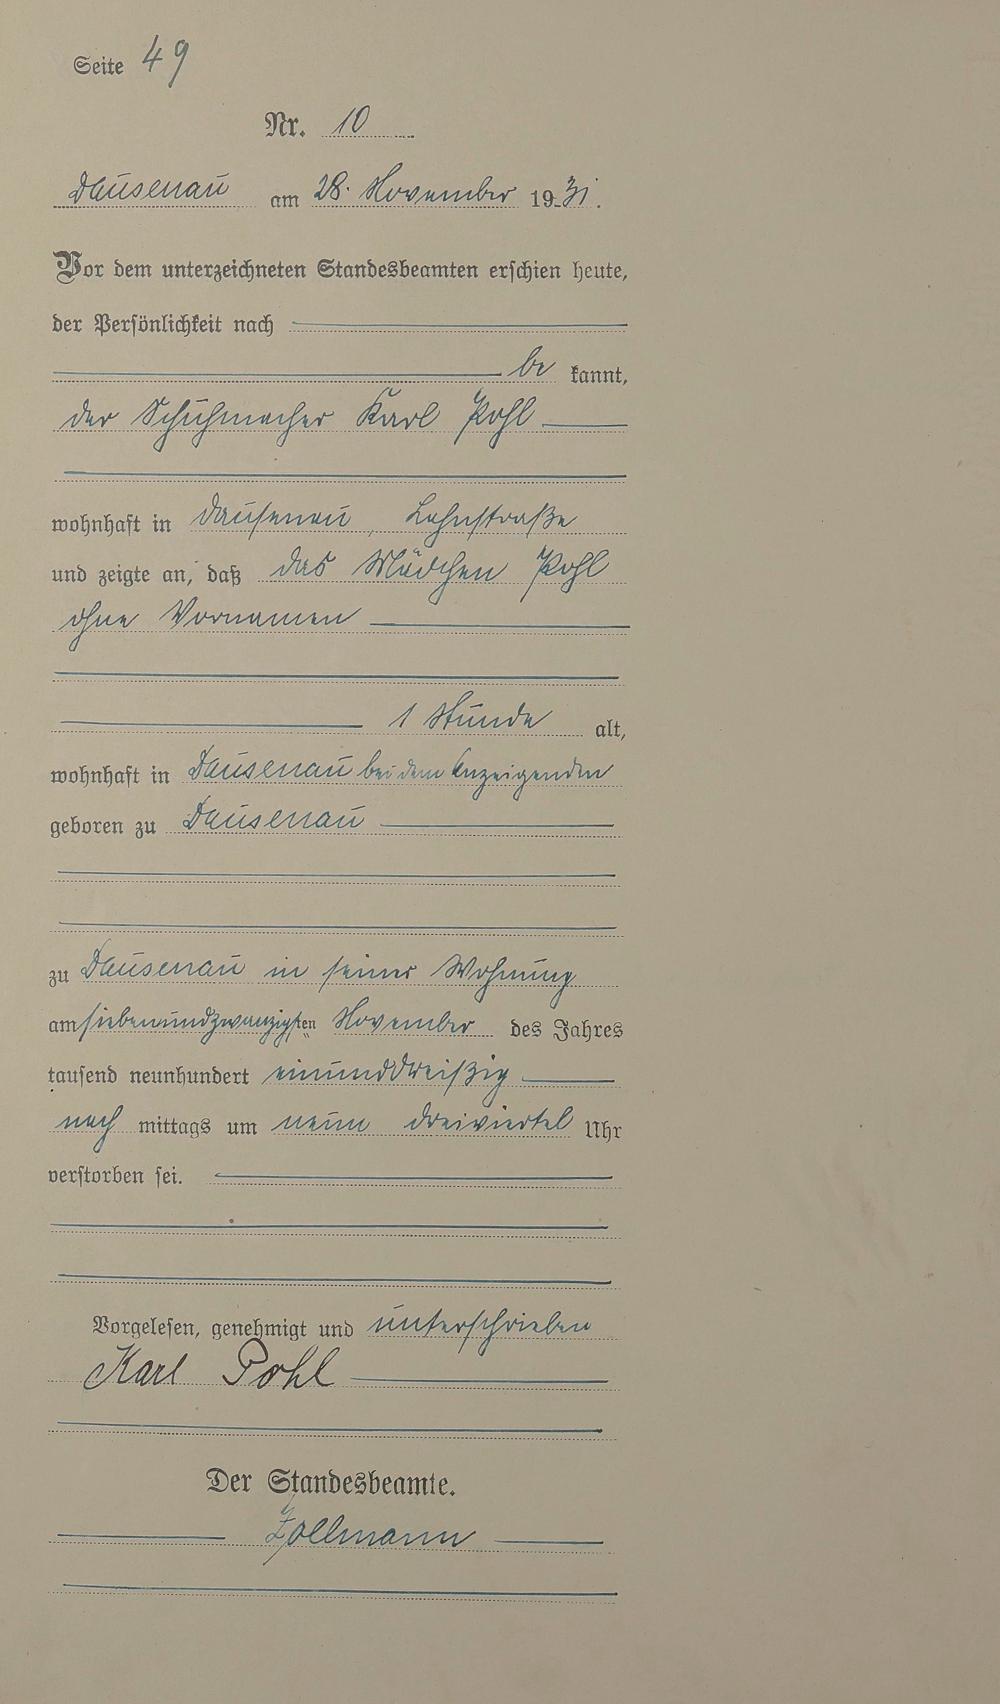 Seite 49
Nr. 10
Dausenau am 28. November 1931.
Vor dem unterzeichneten Standesbeamten erschien heute,
der Persönlichkeit nach
be kannt,
der Schuhmacher Karl Pohl
wohnhaft in Dausenau, Lahnstraße
und zeigte an, daß das Mädchen Pohl
ohne Vornamen
1 Stunde alt,
wohnhaft in Dausenau bei dem Anzeigenden
geboren zu Dausenau
zu Dausenau in seiner Wohnung
am siebenundzwanzigsten November des Jahres
tausend neunhundert einunddreißig
nach mittags um neun dreiviertel Uhr
verstorben sei.
Vorgelesen, genehmigt und unterschrieben
Karl Pohl
Der Standesbeamte.
Zollmann